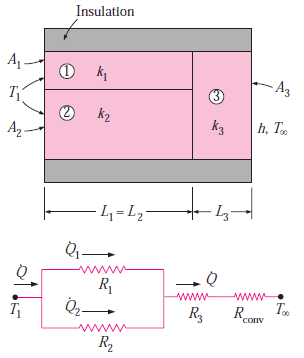 Insulation
A₁
① k₁
T₁
② k₂
A₂
③
k₃
A₃
h, T∞
L₁ = L₂
L₃
Q̇₁
Q̇
R₁
T₁
Q̇₂
R₂
Q̇
R₃
Rconv
T∞